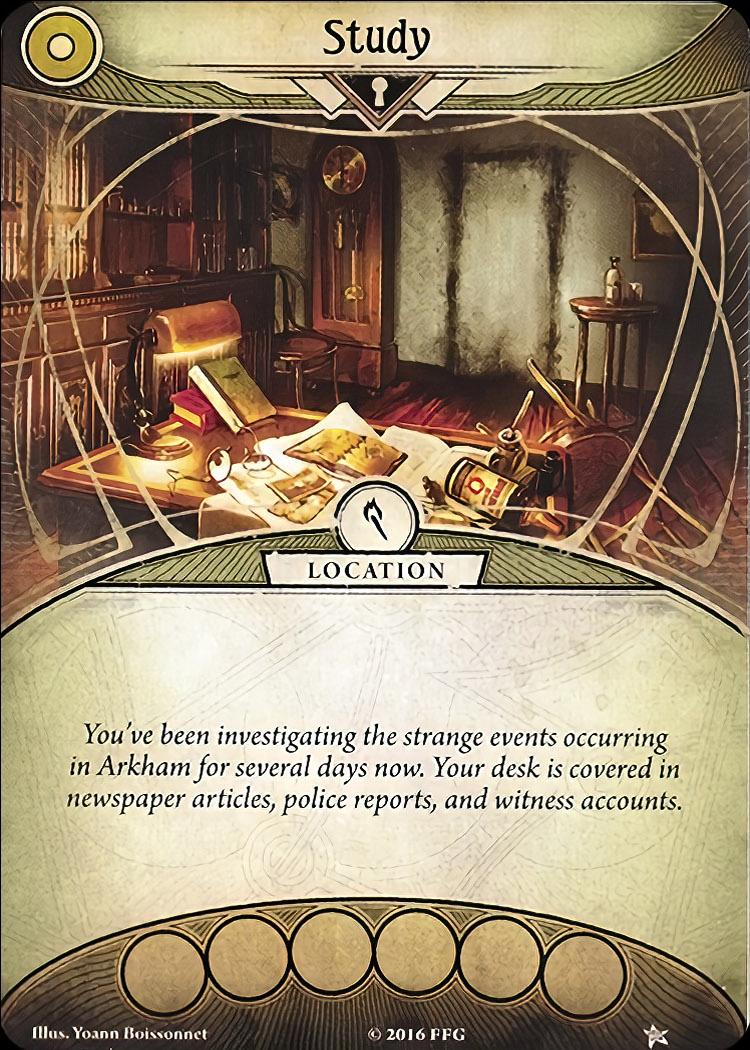 Study
LOCATION
You've been investigating the strange events occurring
in Arkham for several days now. Your desk is covered in
newspaper articles, police reports, and witness accounts.
Illus. Yoann Boissonnet
© 2016 FFG